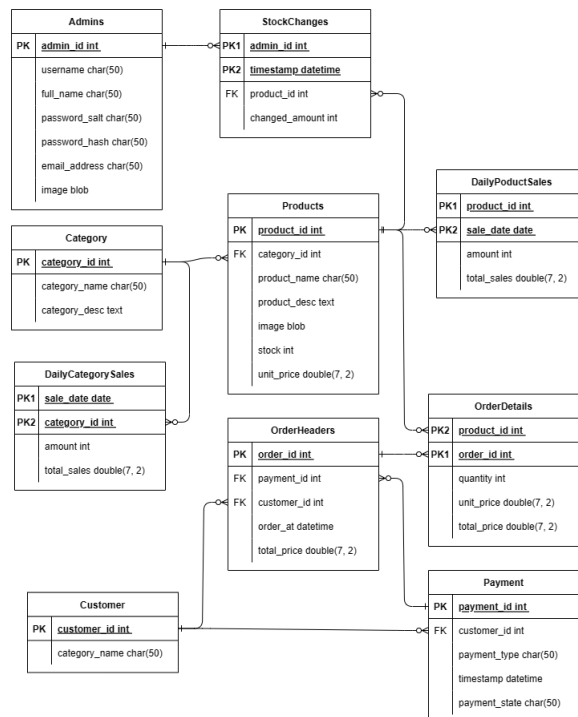 Admins
PK admin_id int
username char(50)
full_name char(50)
password_salt char(50)
password_hash char(50)
email_address char(50)
image blob
StockChanges
PK1 admin_id int
PK2 timestamp datetime
FK product_id int
changed_amount int
DailyPoductSales
PK1 product_id int
PK2 sale_date date
amount int
total_sales double(7, 2)
Products
PK product_id int
FK category_id int
product_name char(50)
product_desc text
image blob
stock int
unit_price double(7, 2)
Category
PK category_id int
category_name char(50)
category_desc text
DailyCategorySales
PK1 sale_date date
PK2 category_id int
amount int
total_sales double(7, 2)
OrderHeaders
PK order_id int
FK payment_id int
FK customer_id int
order_at datetime
total_price double(7, 2)
OrderDetails
PK2 product_id int
PK1 order_id int
quantity int
unit_price double(7, 2)
total_price double(7, 2)
Customer
PK customer_id int
category_name char(50)
Payment
PK payment_id int
FK customer_id int
payment_type char(50)
timestamp datetime
payment_state char(50)